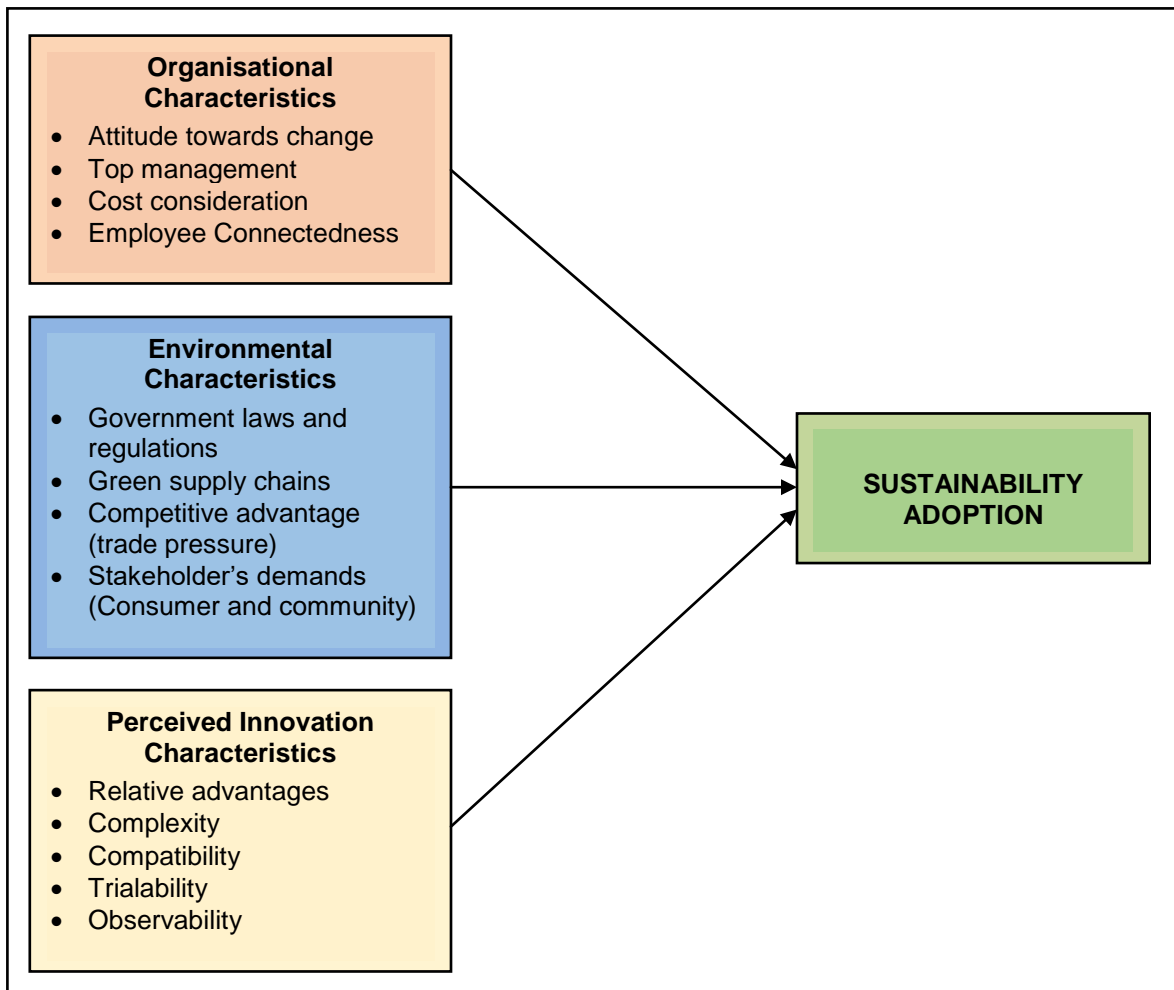 Organisational
Characteristics
• Attitude towards change
• Top management
• Cost consideration
• Employee Connectedness
Environmental
Characteristics
• Government laws and
regulations
• Green supply chains
• Competitive advantage
(trade pressure)
• Stakeholder’s demands
(Consumer and community)
Perceived Innovation
Characteristics
• Relative advantages
• Complexity
• Compatibility
• Trialability
• Observability
SUSTAINABILITY
ADOPTION